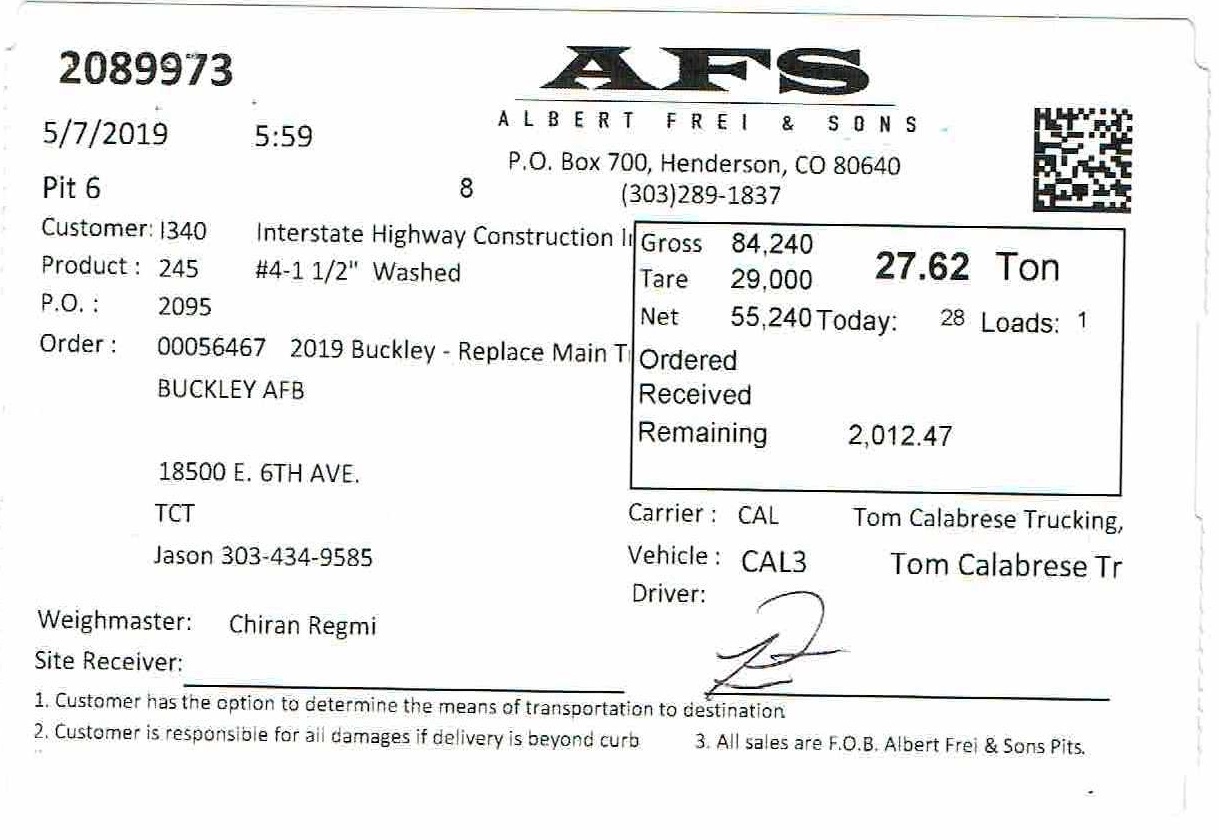 2089973
AFS
ALBERT FREI & SONS
5/7/2019 5:59
P.O. Box 700, Henderson, CO 80640
Pit 6 8
(303)289-1837
Customer: I340 Interstate Highway Construction I
Product : 245 #4-1 1/2" Washed
P.O. : 2095
Order : 00056467 2019 Buckley - Replace Main T
BUCKLEY AFB
18500 E. 6TH AVE.
TCT
Jason 303-434-9585
Gross 84,240 27.62 Ton
Tare 29,000
Net 55,240 Today: 28 Loads: 1
Ordered
Received
Remaining 2,012.47
Carrier : CAL Tom Calabrese Trucking,
Vehicle : CAL3 Tom Calabrese Tr
Driver:
Weighmaster: Chiran Regmi
Site Receiver:
1. Customer has the option to determine the means of transportation to destination
2. Customer is responsible for all damages if delivery is beyond curb
3. All sales are F.O.B. Albert Frei & Sons Pits.